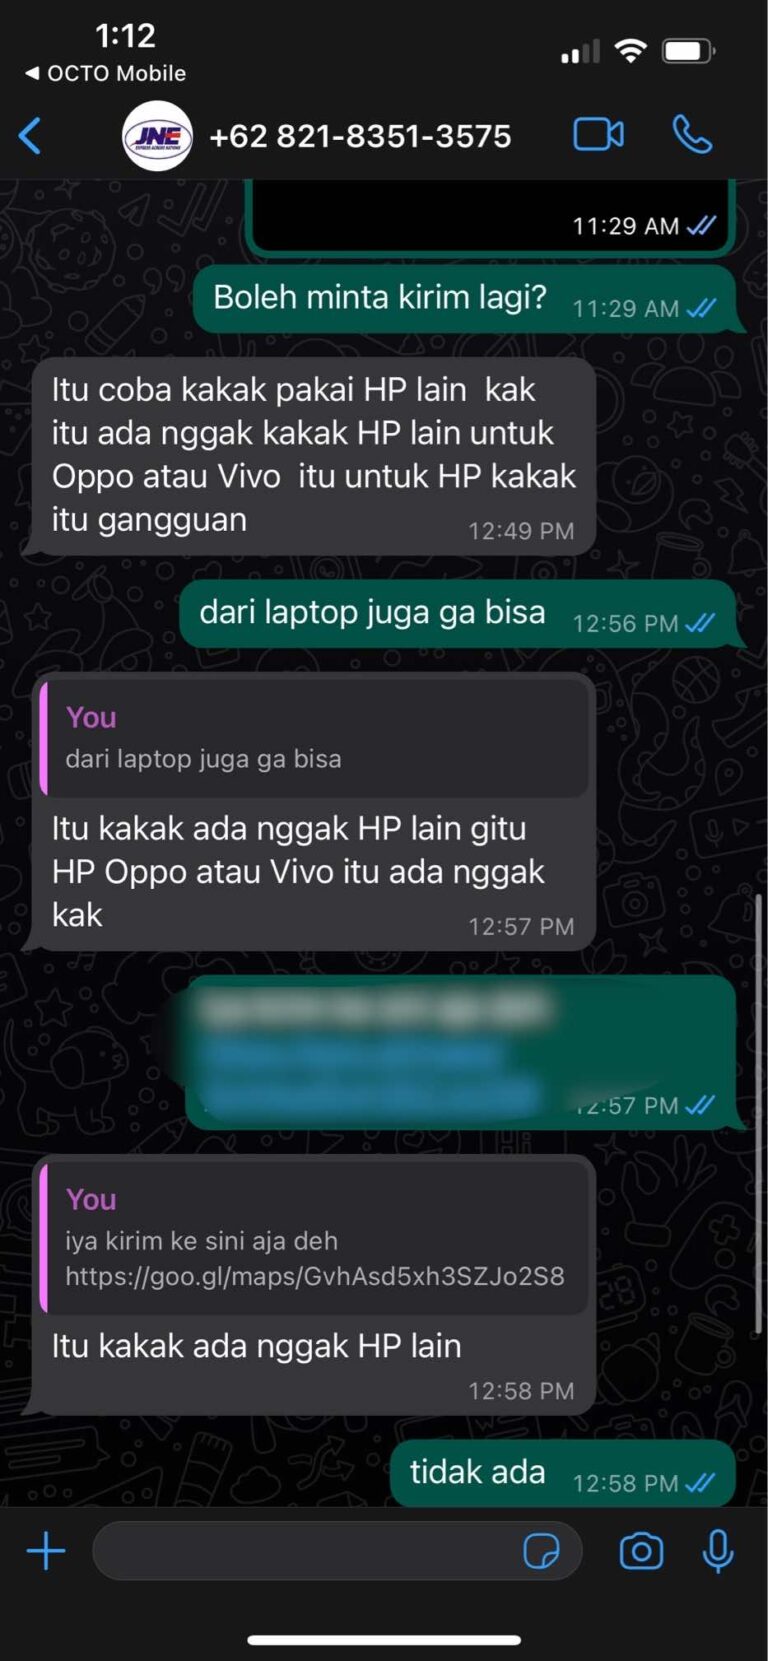 1:12
◀ OCTO Mobile
JNE
+62 821-8351-3575
11:29 AM
Boleh minta kirim lagi?
11:29 AM
Itu coba kakak pakai HP lain kak
itu ada nggak kakak HP lain untuk
Oppo atau Vivo itu untuk HP kakak
itu gangguan
12:49 PM
dari laptop juga ga bisa
12:56 PM
You
dari laptop juga ga bisa
Itu kakak ada nggak HP lain gitu
HP Oppo atau Vivo itu ada nggak
kak
12:57 PM
12:57 PM
You
iya kirim ke sini aja deh
https://goo.gl/maps/GvhAsd5xh3SZJo2S8
Itu kakak ada nggak HP lain
12:58 PM
tidak ada
12:58 PM